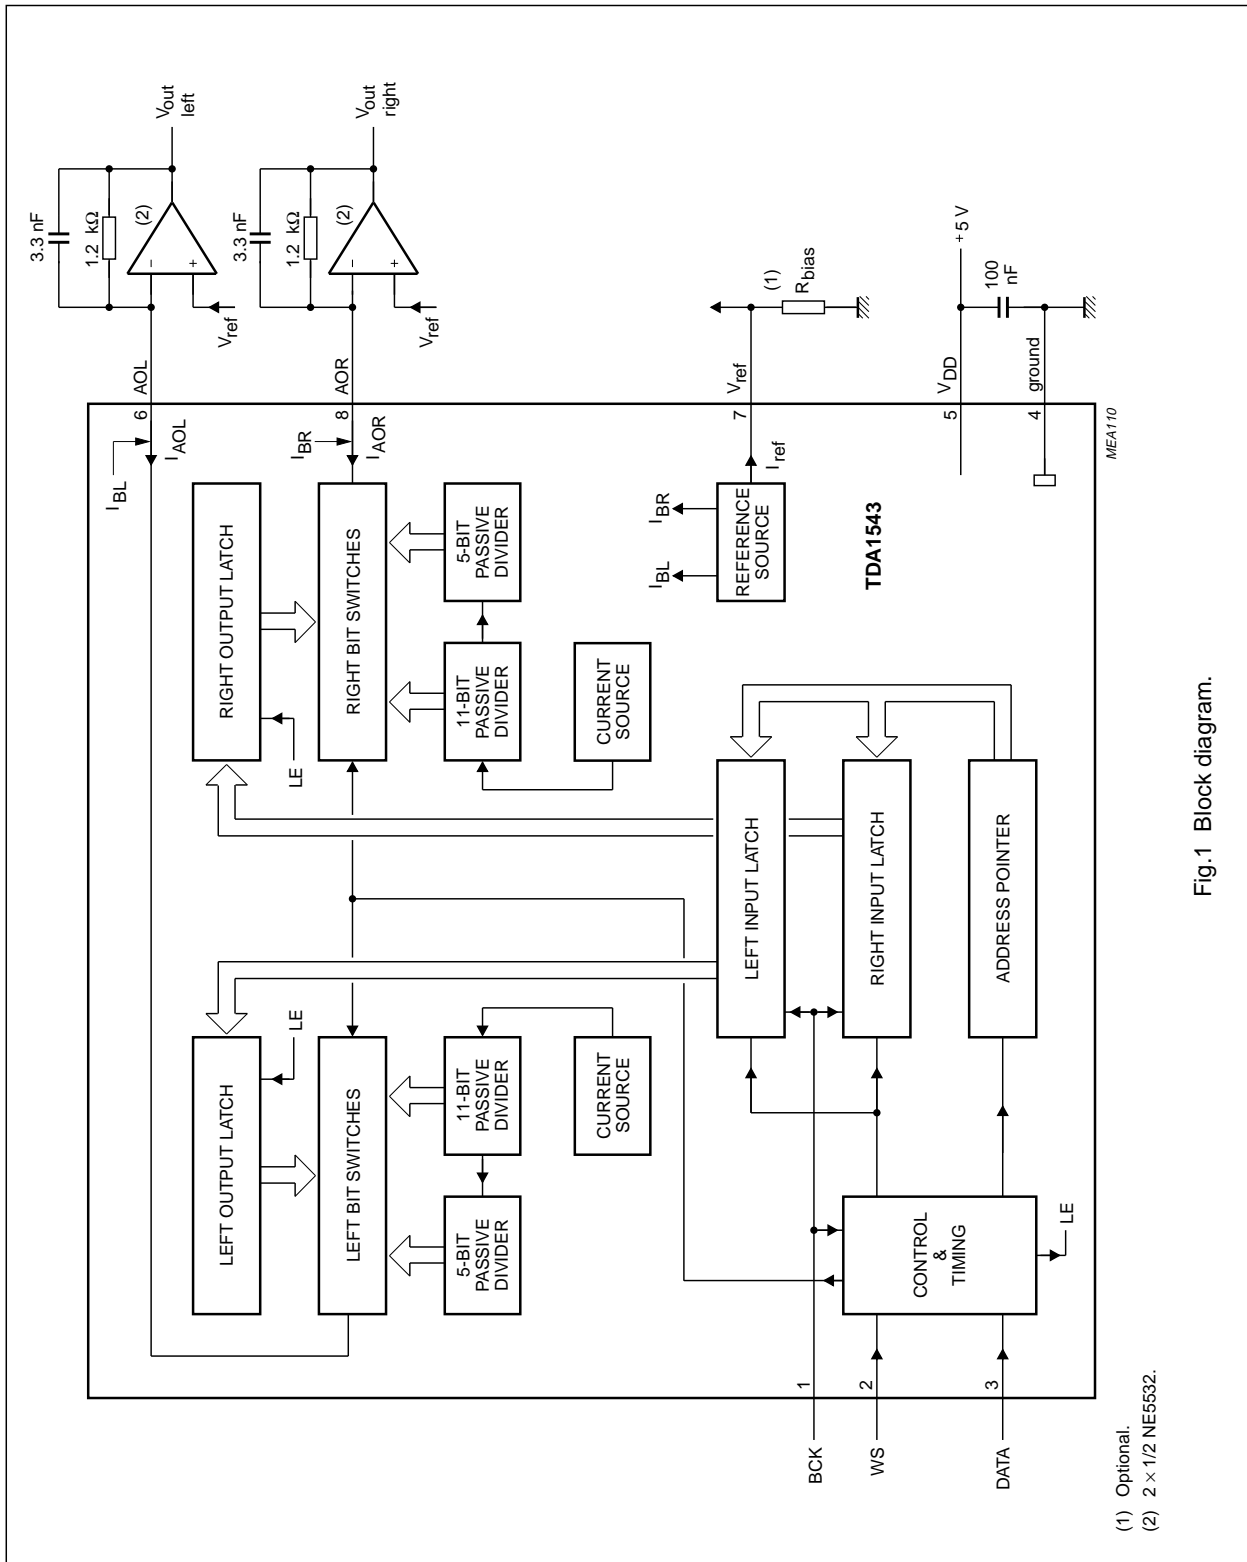 3.3 nF
1.2 kΩ
(2)
−
+
Vref
Vout
left
3.3 nF
1.2 kΩ
(2)
−
+
Vref
Vout
right
AOL
6
IBL
IAOL
AOR
8
IBR
IAOR
LEFT OUTPUT LATCH
LE
RIGHT OUTPUT LATCH
LE
LEFT BIT SWITCHES
RIGHT BIT SWITCHES
5-BIT
PASSIVE
DIVIDER
11-BIT
PASSIVE
DIVIDER
11-BIT
PASSIVE
DIVIDER
5-BIT
PASSIVE
DIVIDER
CURRENT
SOURCE
CURRENT
SOURCE
IBL
IBR
REFERENCE
SOURCE
Iref
7
Vref
(1)
Rbias
LEFT INPUT LATCH
RIGHT INPUT LATCH
ADDRESS POINTER
TDA1543
5
VDD
+5 V
100
nF
4
ground
BCK
1
WS
2
DATA
3
CONTROL
&
TIMING
LE
MEA110
(1) Optional.
(2) 2 × 1/2 NE5532.
Fig.1 Block diagram.